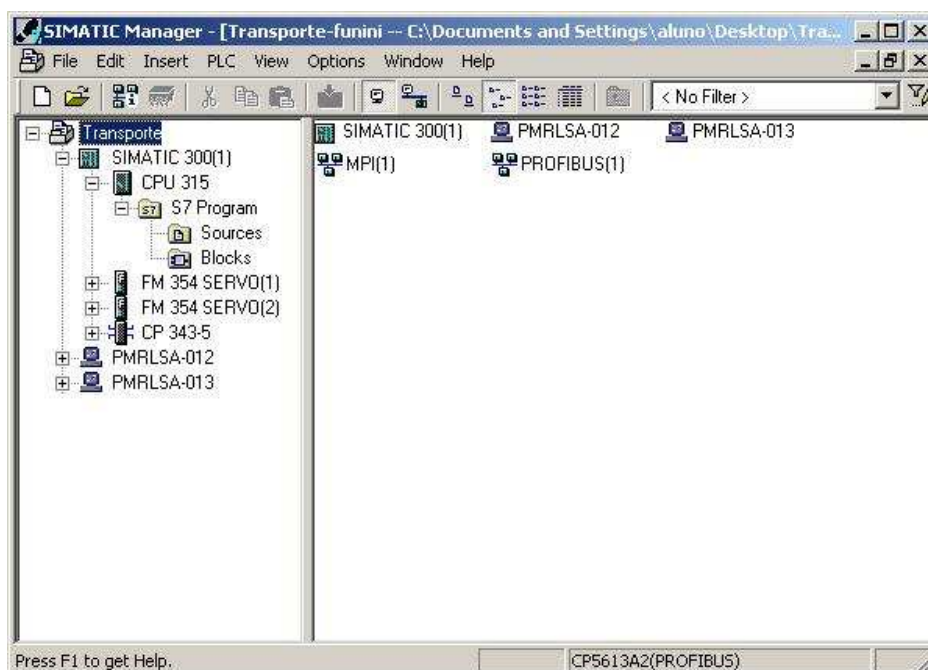 SIMATIC Manager - [Transporte-funini -- C:\Documents and Settings\aluno\Desktop\Tra...
File Edit Insert PLC View Options Window Help
< No Filter >
Transporte
SIMATIC 300(1)
CPU 315
S7 Program
Sources
Blocks
FM 354 SERVO(1)
FM 354 SERVO(2)
CP 343-5
PMRLSA-012
PMRLSA-013
SIMATIC 300(1) PMRLSA-012 PMRLSA-013
MPI(1) PROFIBUS(1)
Press F1 to get Help. CP5613A2(PROFIBUS)